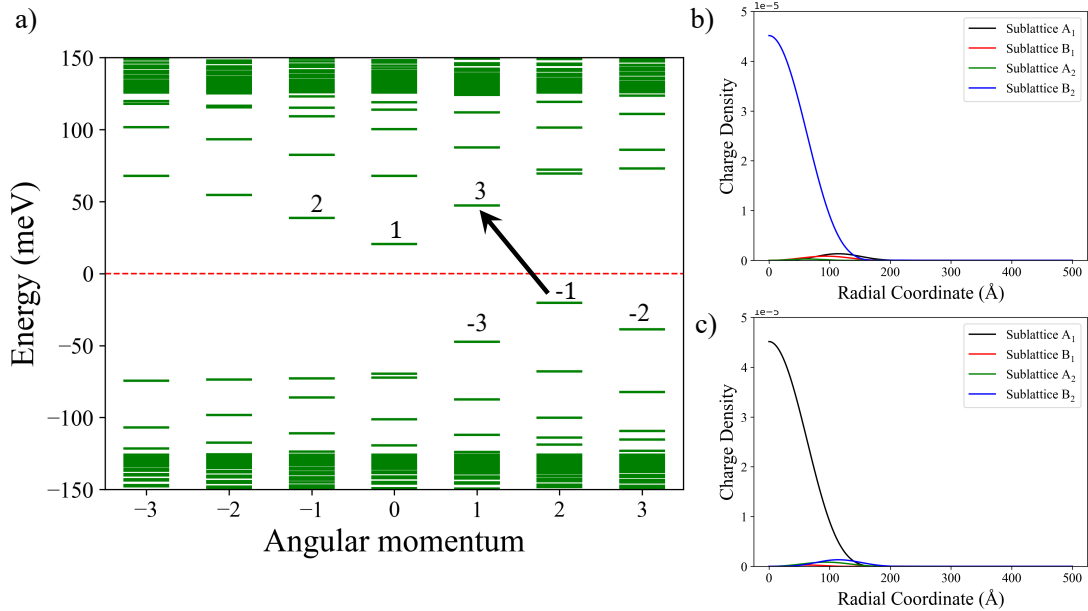 a)
150
100
50
0
−50
−100
−150
Energy (meV)
2
1
3
-1
-2
-3
−3 −2 −1 0 1 2 3
Angular momentum
b)
1e−5
5
4
3
2
1
0
Charge Density
Sublattice A₁
Sublattice B₁
Sublattice A₂
Sublattice B₂
0 100 200 300 400 500
Radial Coordinate (Å)
c)
1e−5
5
4
3
2
1
0
Charge Density
Sublattice A₁
Sublattice B₁
Sublattice A₂
Sublattice B₂
0 100 200 300 400 500
Radial Coordinate (Å)